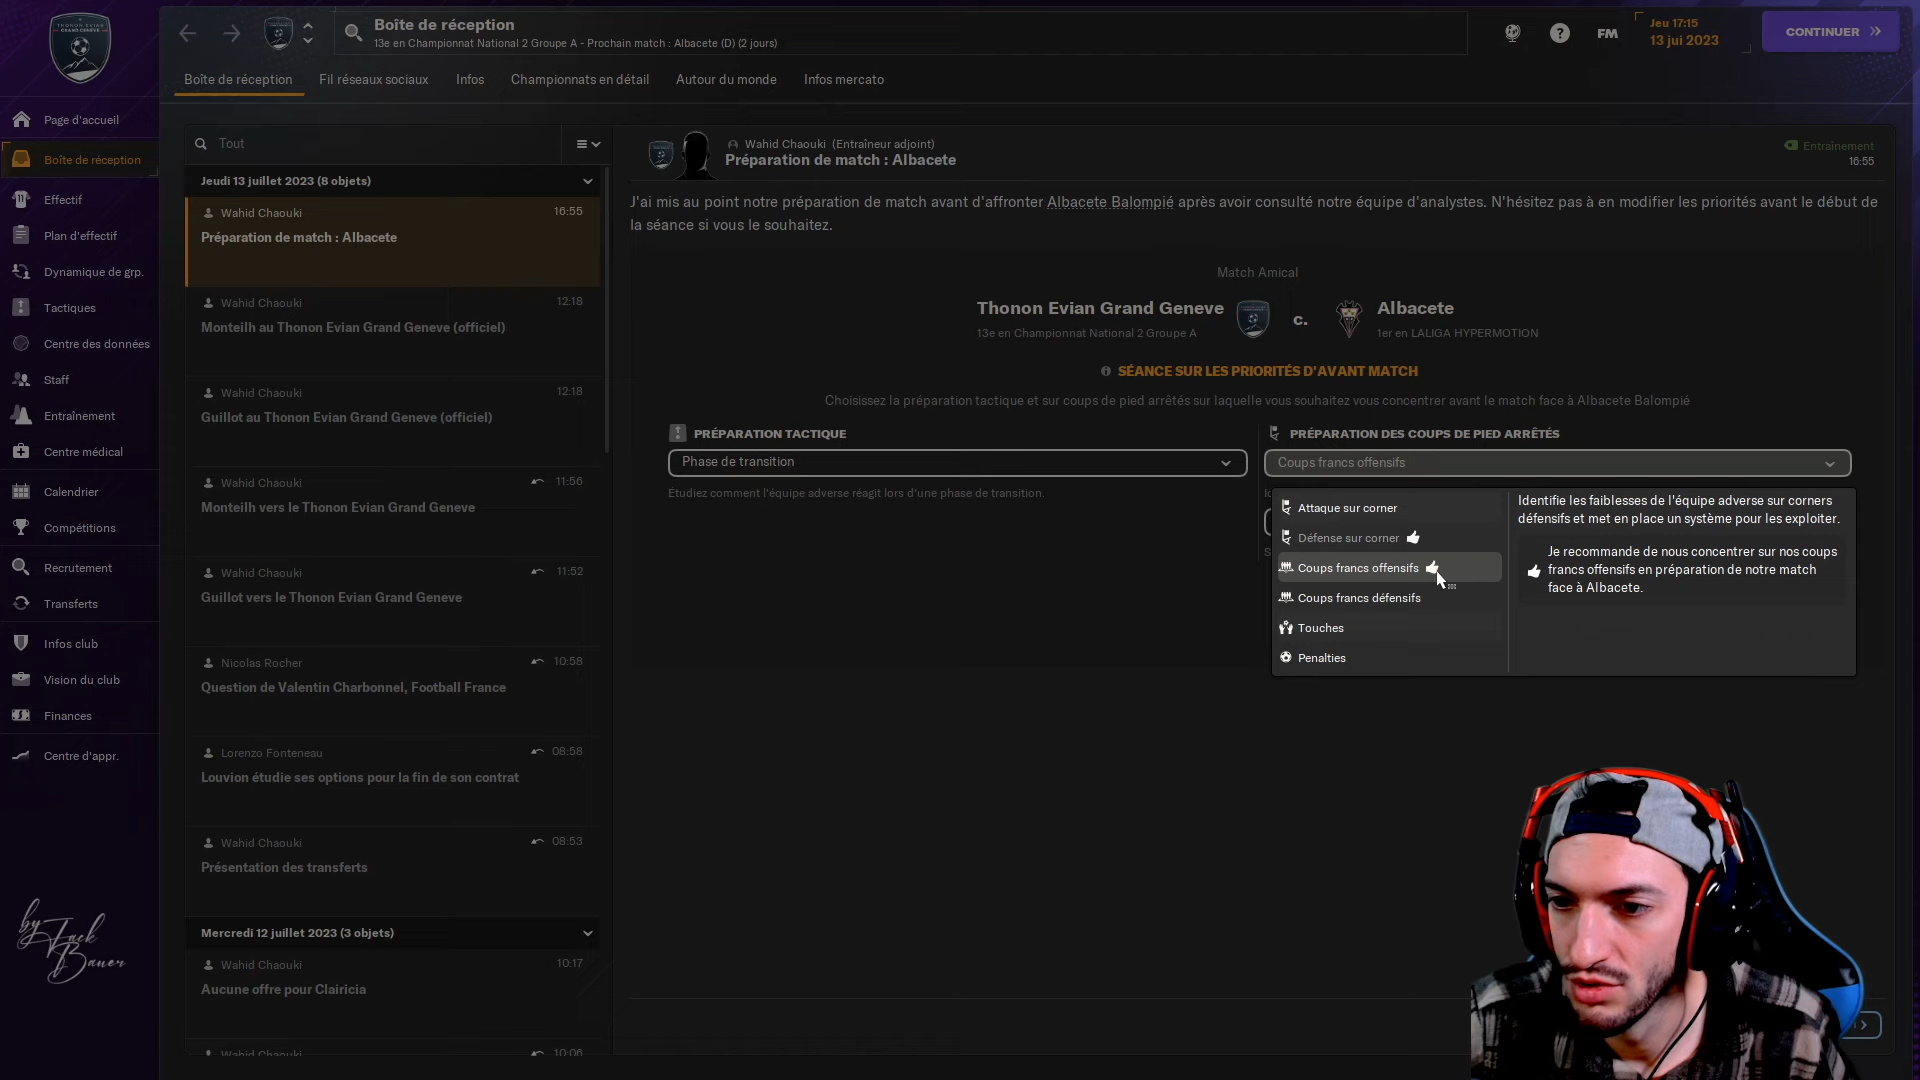 Boîte de réception
13e en Championnat National 2 Groupe A - Prochain match : Albacete (D) (2 jours)
FM
Jeu 17:15
13 jui 2023
CONTINUER
Boîte de réception
Fil réseaux sociaux
Infos
Championnats en détail
Autour du monde
Infos mercato
THONON EVIAN
GRAND GENEVE
Page d'accueil
Boîte de réception
Effectif
Plan d'effectif
Dynamique de grp.
Tactiques
Centre des données
Staff
Entraînement
Centre médical
Calendrier
Compétitions
Recrutement
Transferts
Infos club
Vision du club
Finances
Centre d'appr.
by Jack
Bauer
Tout
Jeudi 13 juillet 2023 (8 objets)
Wahid Chaouki
16:55
Préparation de match : Albacete
Wahid Chaouki
12:18
Monteilh au Thonon Evian Grand Geneve (officiel)
Wahid Chaouki
12:18
Guillot au Thonon Evian Grand Geneve (officiel)
Wahid Chaouki
11:56
Monteilh vers le Thonon Evian Grand Geneve
Wahid Chaouki
11:52
Guillot vers le Thonon Evian Grand Geneve
Nicolas Rocher
10:58
Question de Valentin Charbonnel, Football France
Lorenzo Fonteneau
08:58
Louvion étudie ses options pour la fin de son contrat
Wahid Chaouki
08:53
Présentation des transferts
Mercredi 12 juillet 2023 (3 objets)
Wahid Chaouki
10:17
Aucune offre pour Clairicia
Wahid Chaouki
10:06
Wahid Chaouki (Entraîneur adjoint)
Préparation de match : Albacete
Entraînement
16:55
J'ai mis au point notre préparation de match avant d'affronter Albacete Balompié après avoir consulté notre équipe d'analystes. N'hésitez pas à en modifier les priorités avant le début de
la séance si vous le souhaitez.
Match Amical
Thonon Evian Grand Geneve
13e en Championnat National 2 Groupe A
c.
Albacete
1er en LALIGA HYPERMOTION
SÉANCE SUR LES PRIORITÉS D'AVANT MATCH
Choisissez la préparation tactique et sur coups de pied arrêtés sur laquelle vous souhaitez vous concentrer avant le match face à Albacete Balompié
PRÉPARATION TACTIQUE
Phase de transition
Étudiez comment l'équipe adverse réagit lors d'une phase de transition.
PRÉPARATION DES COUPS DE PIED ARRÊTÉS
Coups francs offensifs
Attaque sur corner
Défense sur corner
Coups francs offensifs
Coups francs défensifs
Touches
Penalties
Identifie les faiblesses de l'équipe adverse sur corners
défensifs et met en place un système pour les exploiter.
Je recommande de nous concentrer sur nos coups
francs offensifs en préparation de notre match
face à Albacete.